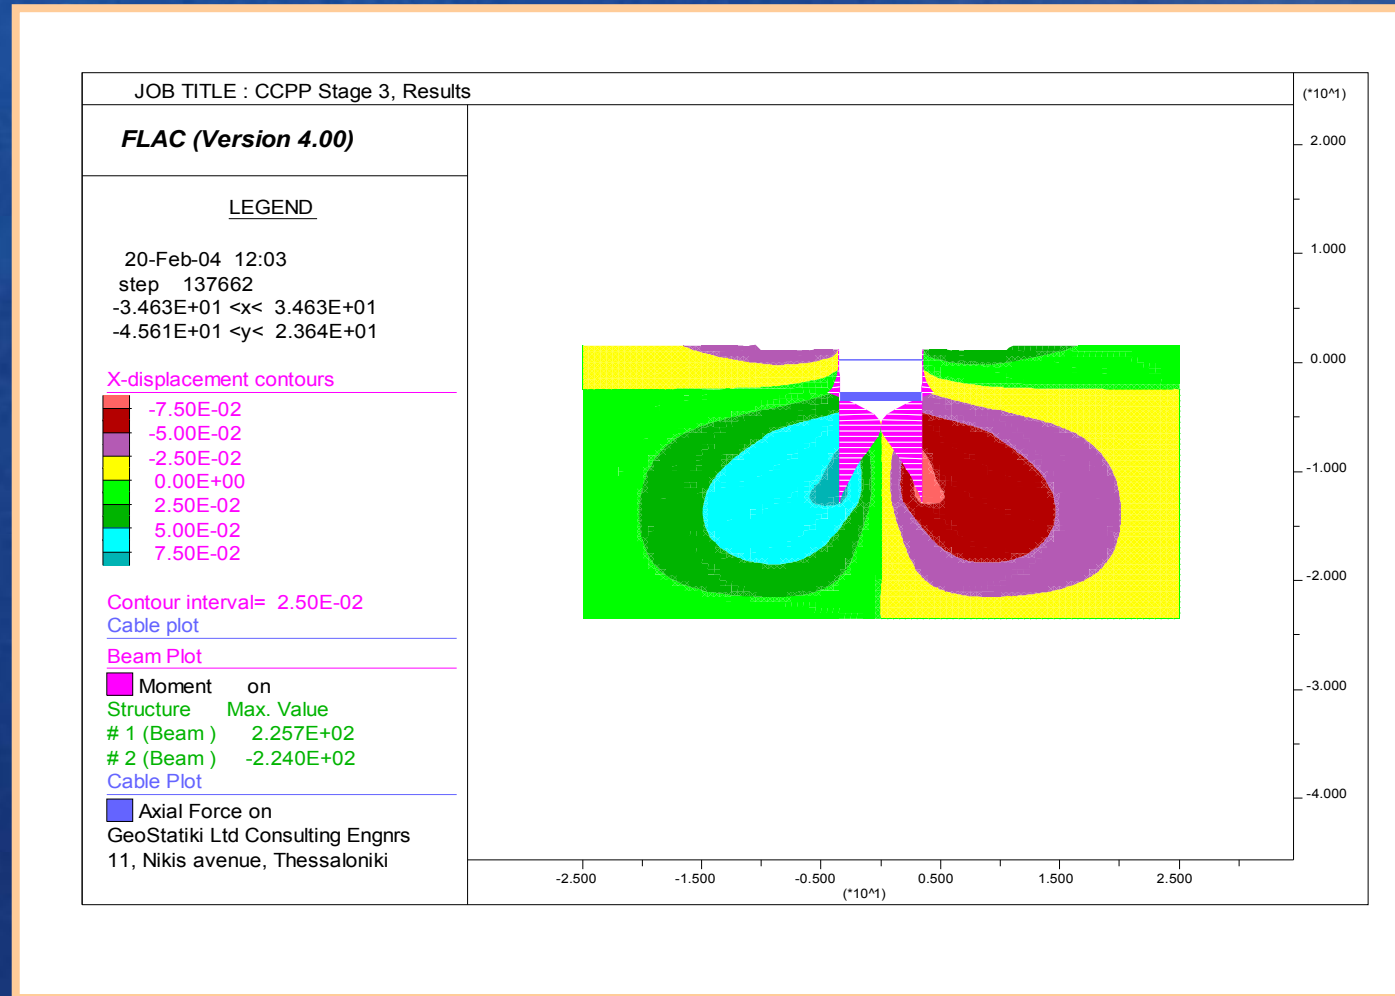 JOB TITLE : CCPP Stage 3, Results
(*10^1)
FLAC (Version 4.00)
LEGEND
20-Feb-04 12:03
step 137662
-3.463E+01 <x< 3.463E+01
-4.561E+01 <y< 2.364E+01
X-displacement contours
-7.50E-02
-5.00E-02
-2.50E-02
0.00E+00
2.50E-02
5.00E-02
7.50E-02
Contour interval= 2.50E-02
Cable plot
Beam Plot
Moment on
Structure Max. Value
# 1 (Beam ) 2.257E+02
# 2 (Beam ) -2.240E+02
Cable Plot
Axial Force on
GeoStatiki Ltd Consulting Engnrs
11, Nikis avenue, Thessaloniki
2.000
1.000
0.000
-1.000
-2.000
-3.000
-4.000
-2.500 -1.500 -0.500 0.500 1.500 2.500
(*10^1)